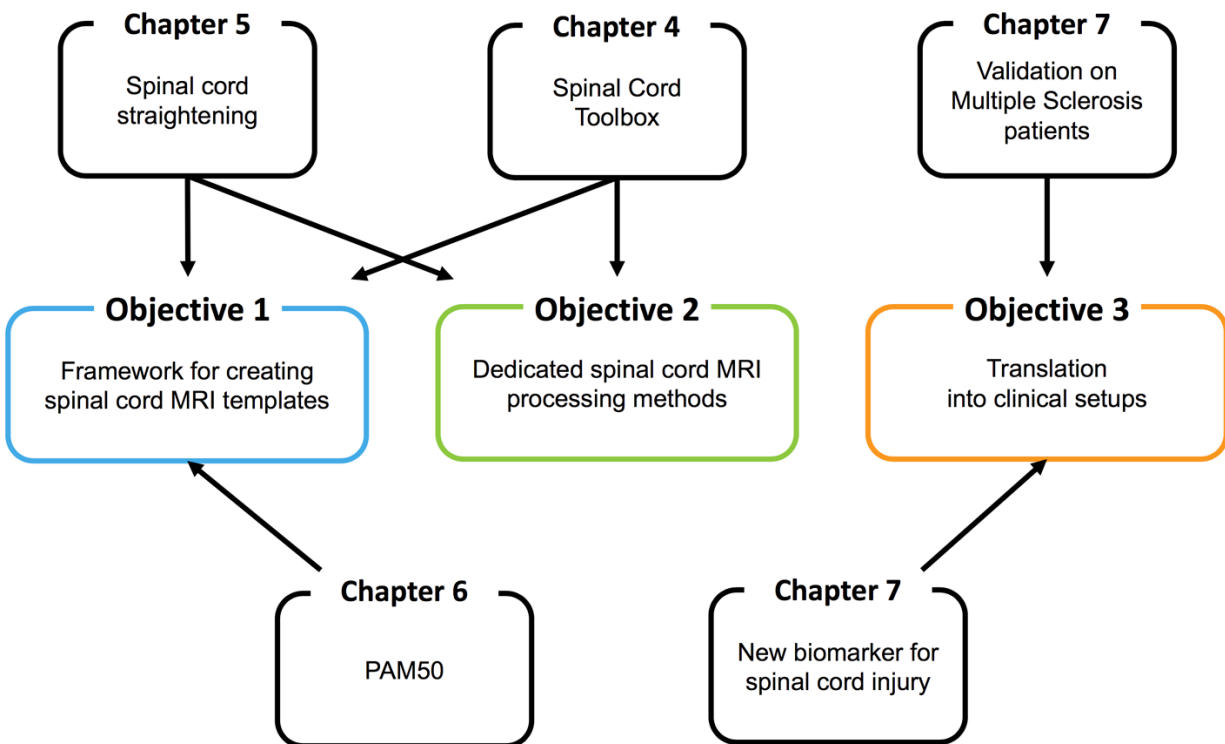 Chapter 5
Spinal cord
straightening
Chapter 4
Spinal Cord
Toolbox
Chapter 7
Validation on
Multiple Sclerosis
patients
Objective 1
Framework for creating
spinal cord MRI templates
Objective 2
Dedicated spinal cord MRI
processing methods
Objective 3
Translation
into clinical setups
Chapter 6
PAM50
Chapter 7
New biomarker for
spinal cord injury